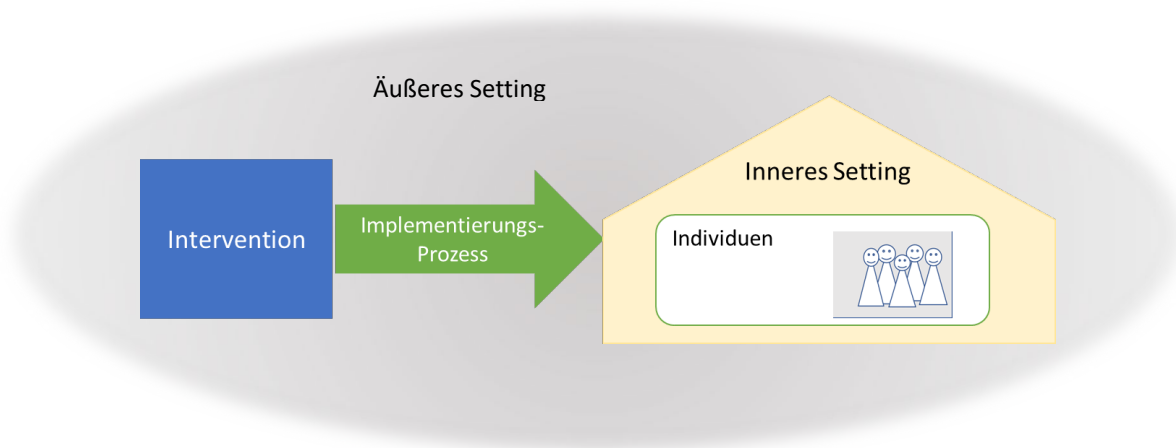 Äußeres Setting
Inneres Setting
Intervention
Implementierungs-
Prozess
Individuen